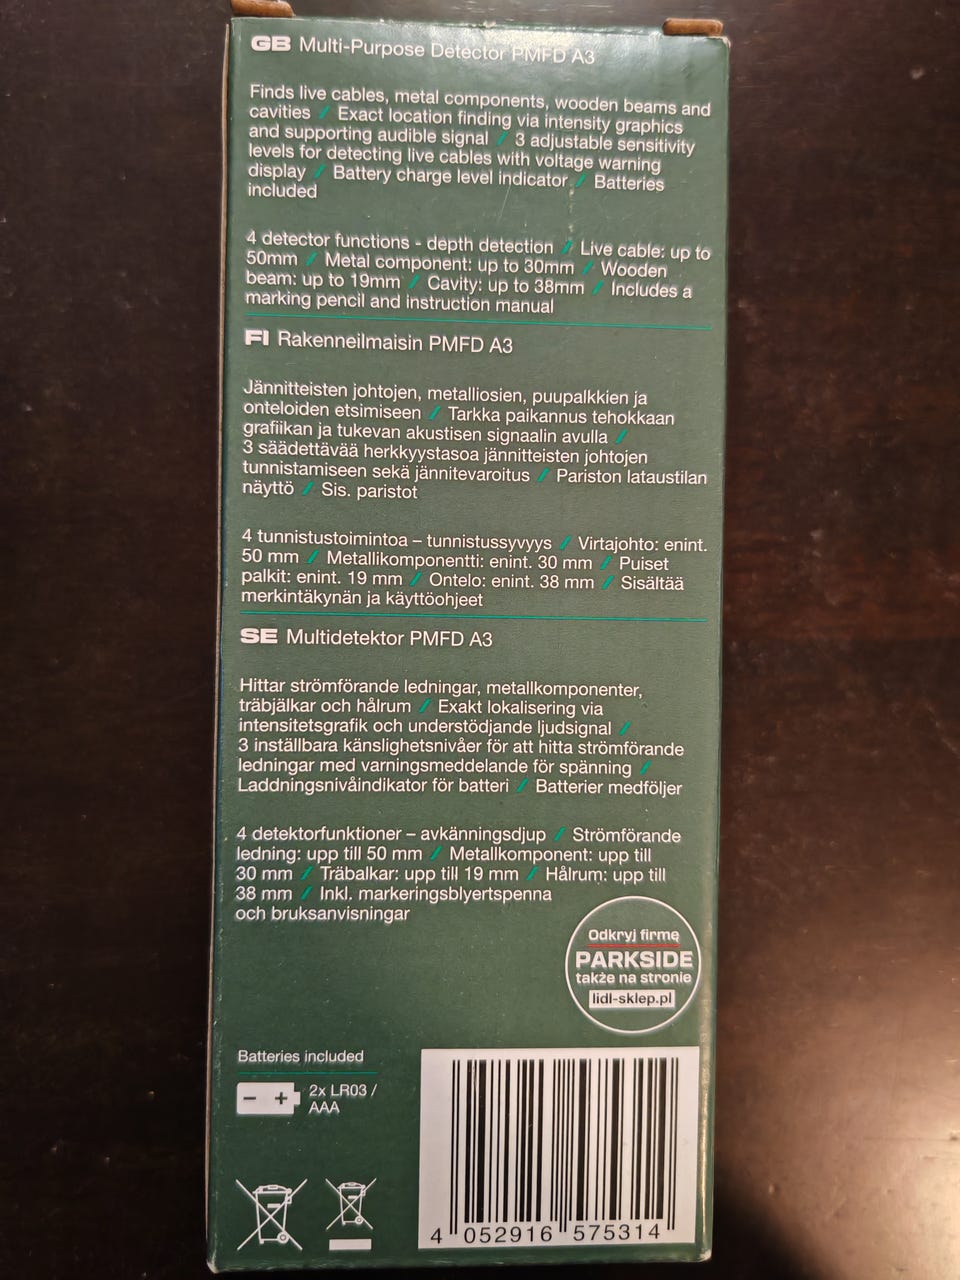 GB Multi-Purpose Detector PMFD A3
Finds live cables, metal components, wooden beams and
cavities // Exact location finding via intensity graphics
and supporting audible signal // 3 adjustable sensitivity
levels for detecting live cables with voltage warning
display // Battery charge level indicator // Batteries
included
4 detector functions - depth detection // Live cable: up to
50mm // Metal component: up to 30mm // Wooden
beam: up to 19mm // Cavity: up to 38mm // Includes a
marking pencil and instruction manual
FI Rakenneilmaisin PMFD A3
Jännitteisten johtojen, metalliosien, puupalkkien ja
onteloiden etsimiseen // Tarkka paikannus tehokkaan
grafiikan ja tukevan akustisen signaalin avulla //
3 säädettävää herkkyystasoa jännitteisten johtojen
tunnistamiseen sekä jännitevaroitus // Pariston lataustilan
näyttö // Sis. paristot
4 tunnistustoimintoa – tunnistussyvyys // Virtajohto: enint.
50 mm // Metallikomponentti: enint. 30 mm // Puiset
palkit: enint. 19 mm // Ontelo: enint. 38 mm // Sisältää
merkintäkynän ja käyttöohjeet
SE Multidetektor PMFD A3
Hittar strömförande ledningar, metallkomponenter,
träbjälkar och hålrum // Exakt lokalisering via
intensitetsgrafik och understödjande ljudsignal //
3 inställbara känslighetsnivåer för att hitta strömförande
ledningar med varningsmeddelande för spänning //
Laddningsnivåindikator för batteri // Batterier medföljer
4 detektorfunktioner – avkänningsdjup // Strömförande
ledning: upp till 50 mm // Metallkomponent: upp till
30 mm // Träbalkar: upp till 19 mm // Hålrum: upp till
38 mm // Inkl. markeringsblyertspenna
och bruksanvisningar
Odkryj firmę
PARKSIDE
także na stronie
lidl-sklep.pl
Batteries included
2x LR03 /
AAA
4 052916 575314